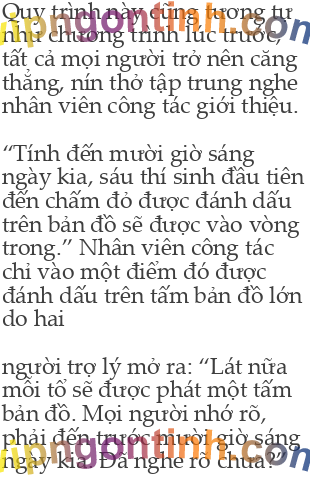 Quy trình này cũng tương tự
như chương trình lúc trước,
tất cả mọi người trở nên căng
thẳng, nín thở tập trung nghe
nhân viên công tác giới thiệu.
“Tính đến mười giờ sáng
ngày kia, sáu thí sinh đầu tiên
đến chấm đỏ được đánh dấu
trên bản đồ sẽ được vào vòng
trong.” Nhân viên công tác
chỉ vào một điểm đó được
đánh dấu trên tấm bản đồ lớn
do hai
người trợ lý mở ra: “Lát nữa
mỗi tổ sẽ được phát một tấm
bản đồ. Mọi người nhớ rõ,
phải đến trước mười giờ sáng
ngày kia. Đã nghe rõ chưa?”
vipngontinh.com
vipngontinh.com